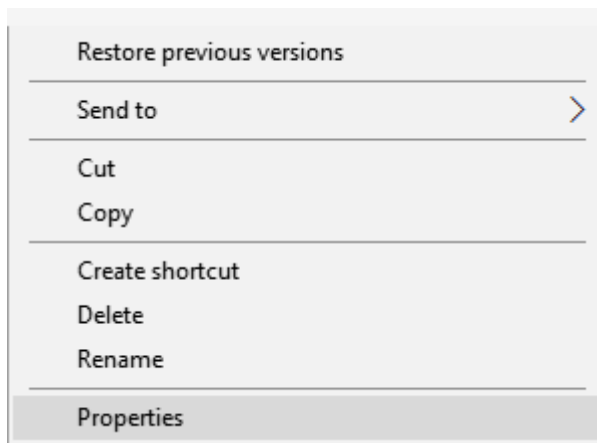 Restore previous versions
Send to
Cut
Copy
Create shortcut
Delete
Rename
Properties